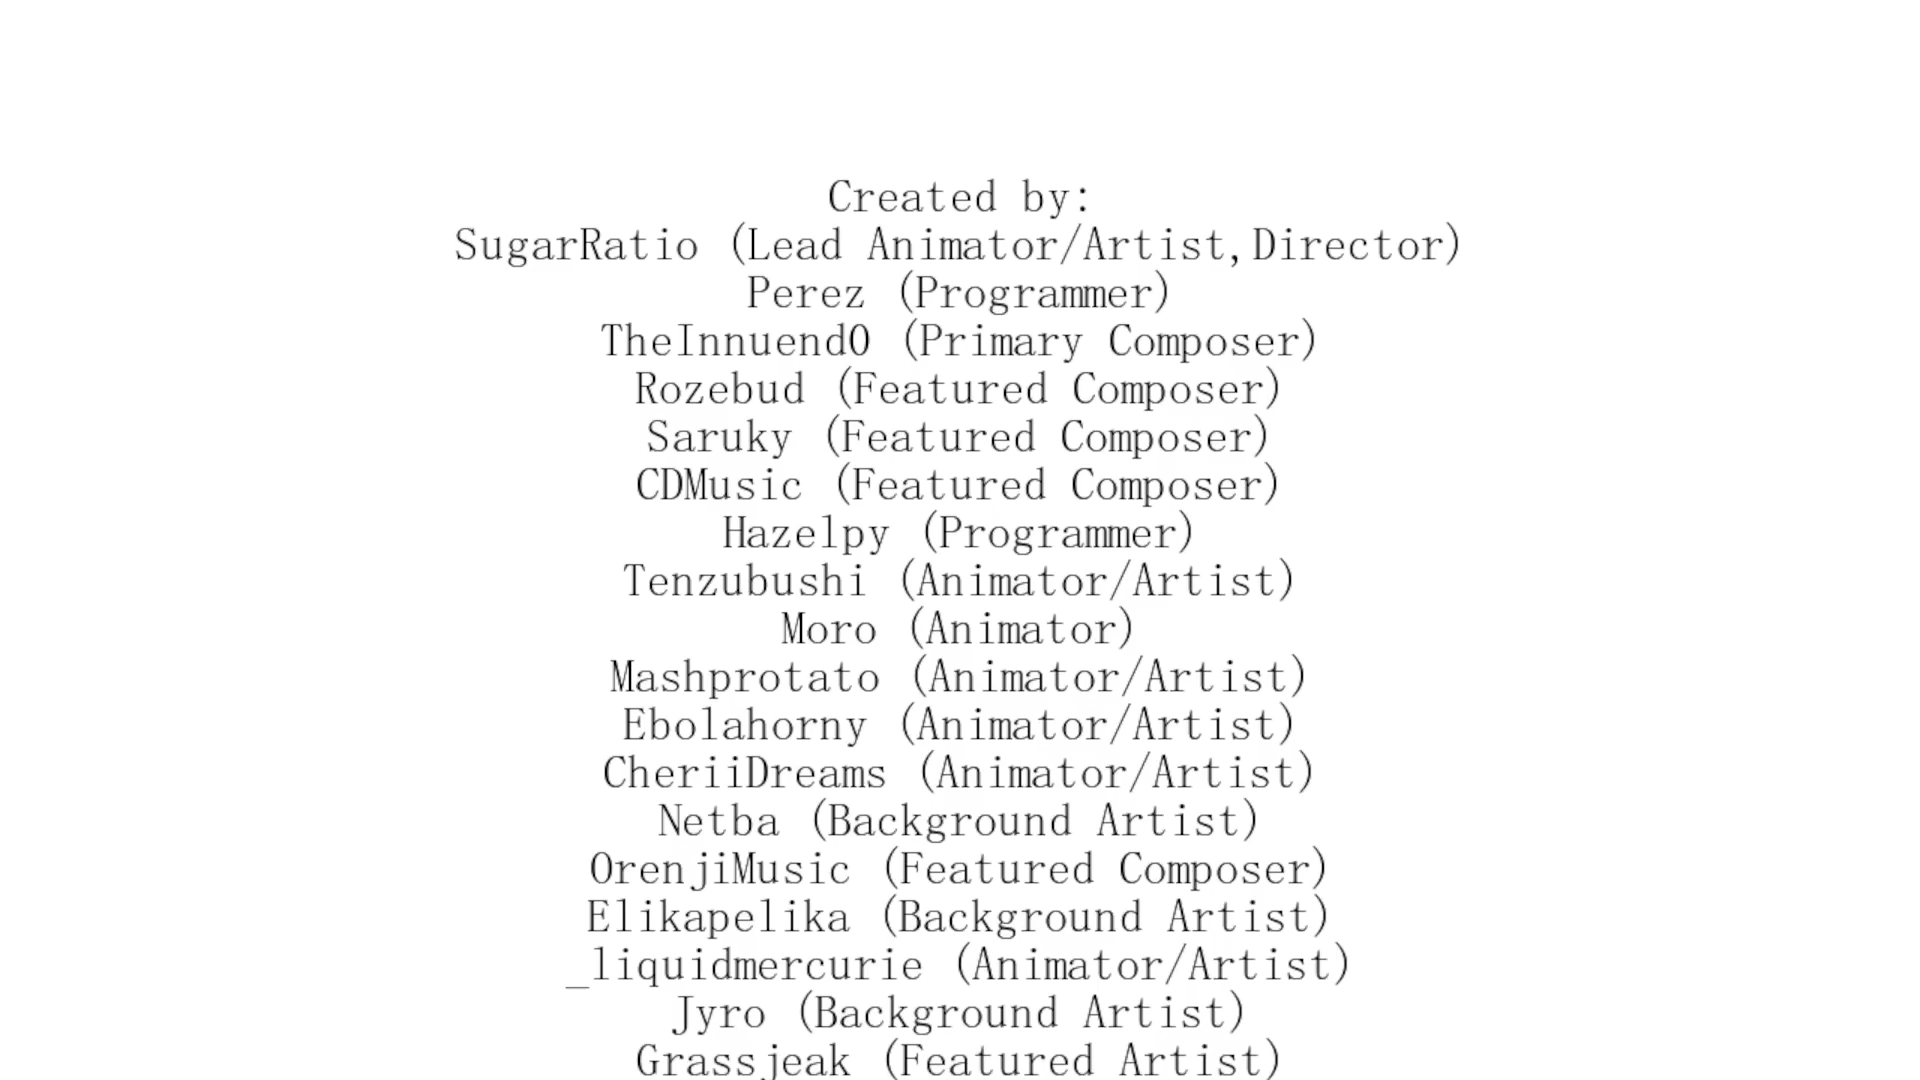 Created by:
SugarRatio (Lead Animator/Artist,Director)
Perez (Programmer)
TheInnuend0 (Primary Composer)
Rozebud (Featured Composer)
Saruky (Featured Composer)
CDMusic (Featured Composer)
Hazelpy (Programmer)
Tenzubushi (Animator/Artist)
Moro (Animator)
Mashprotato (Animator/Artist)
Ebolahorny (Animator/Artist)
CheriiDreams (Animator/Artist)
Netba (Background Artist)
OrenjiMusic (Featured Composer)
Elikapelika (Background Artist)
_liquidmercurie (Animator/Artist)
Jyro (Background Artist)
Grassjeak (Featured Artist)